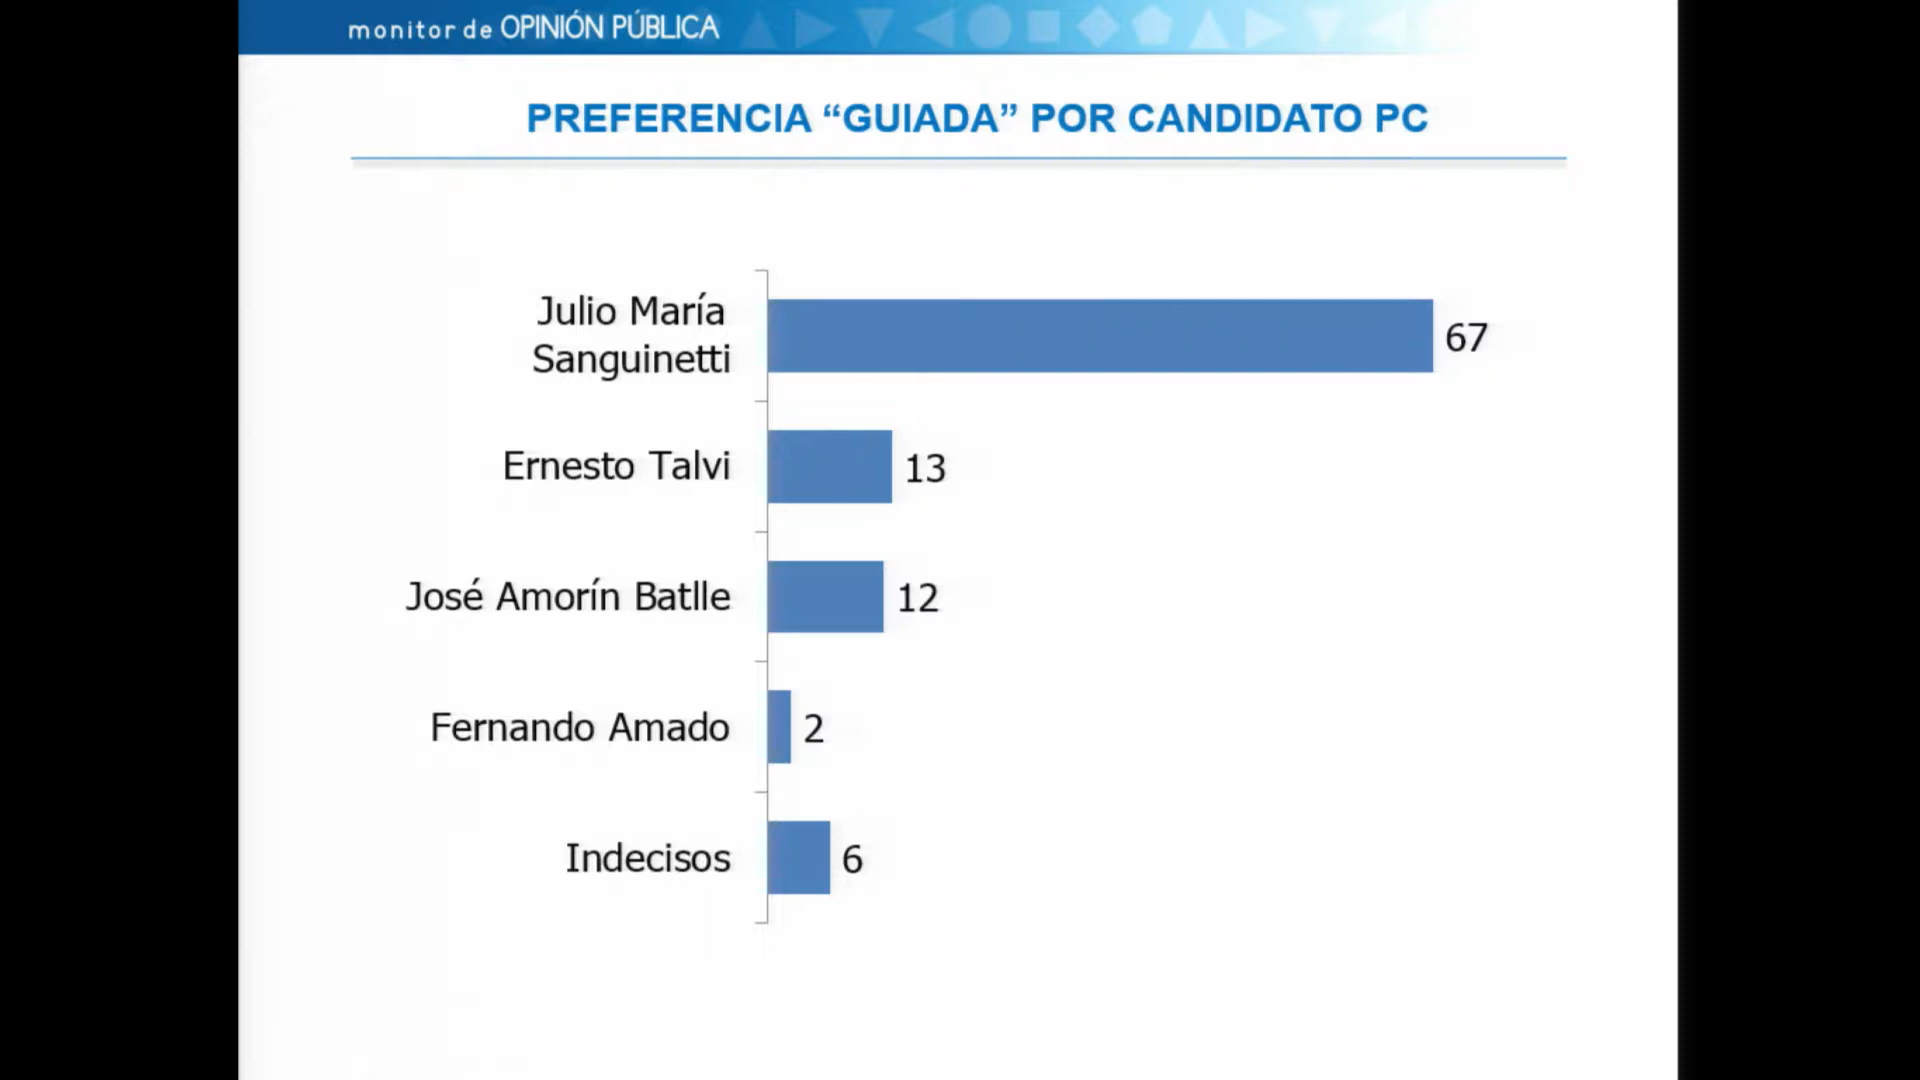 monitor de OPINIÓN PÚBLICA
PREFERENCIA “GUIADA” POR CANDIDATO PC
Julio María
Sanguinetti
67
Ernesto Talvi
13
José Amorín Batlle
12
Fernando Amado
2
Indecisos
6